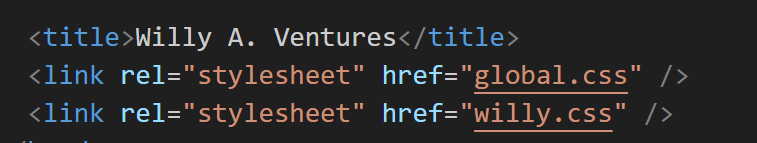 <title>Willy A. Ventures</title>
<link rel="stylesheet" href="global.css" />
<link rel="stylesheet" href="willy.css" />